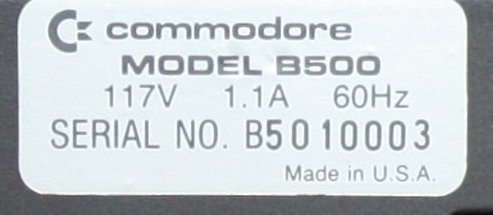 commodore
MODEL B500
117V 1.1A 60Hz
SERIAL NO. B5010003
Made in U.S.A.